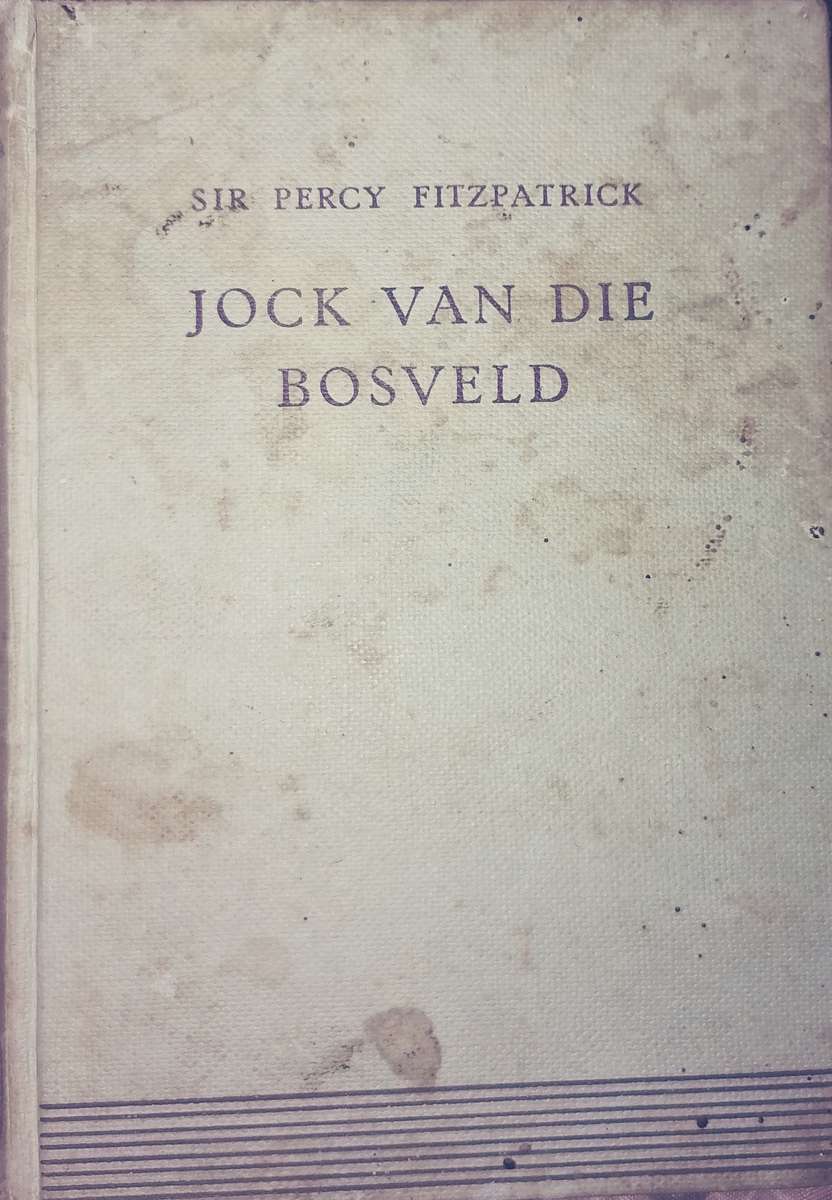 SIR PERCY FITZPATRICK
JOCK VAN DIE
BOSVELD